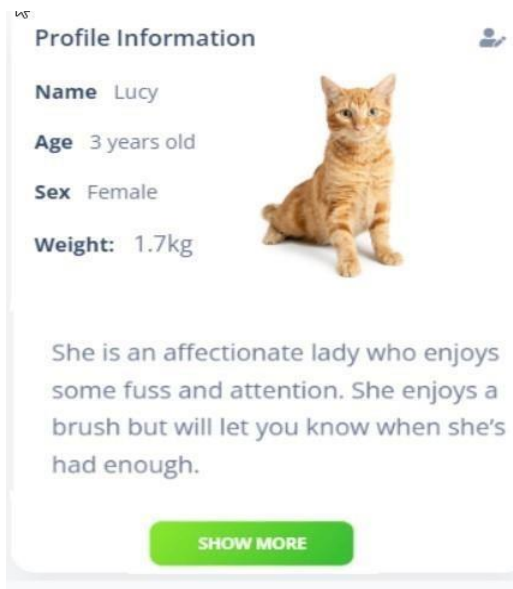 Profile Information
Name Lucy
Age 3 years old
Sex Female
Weight: 1.7kg
She is an affectionate lady who enjoys
some fuss and attention. She enjoys a
brush but will let you know when she's
had enough.
SHOW MORE